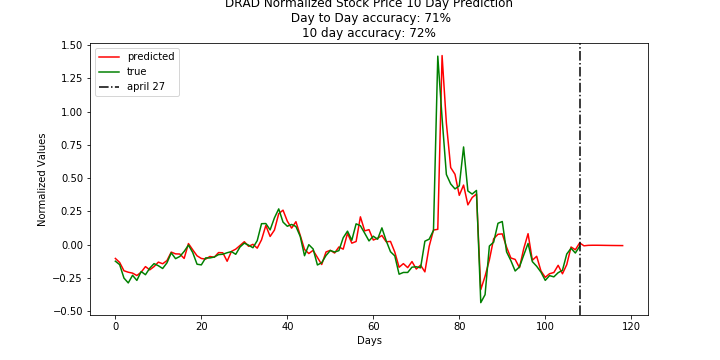 DRAD Normalized Stock Price 10 Day Prediction
Day to Day accuracy: 71%
10 day accuracy: 72%
predicted
true
april 27
Normalized Values
1.50
1.25
1.00
0.75
0.50
0.25
0.00
−0.25
−0.50
0
20
40
60
80
100
120
Days